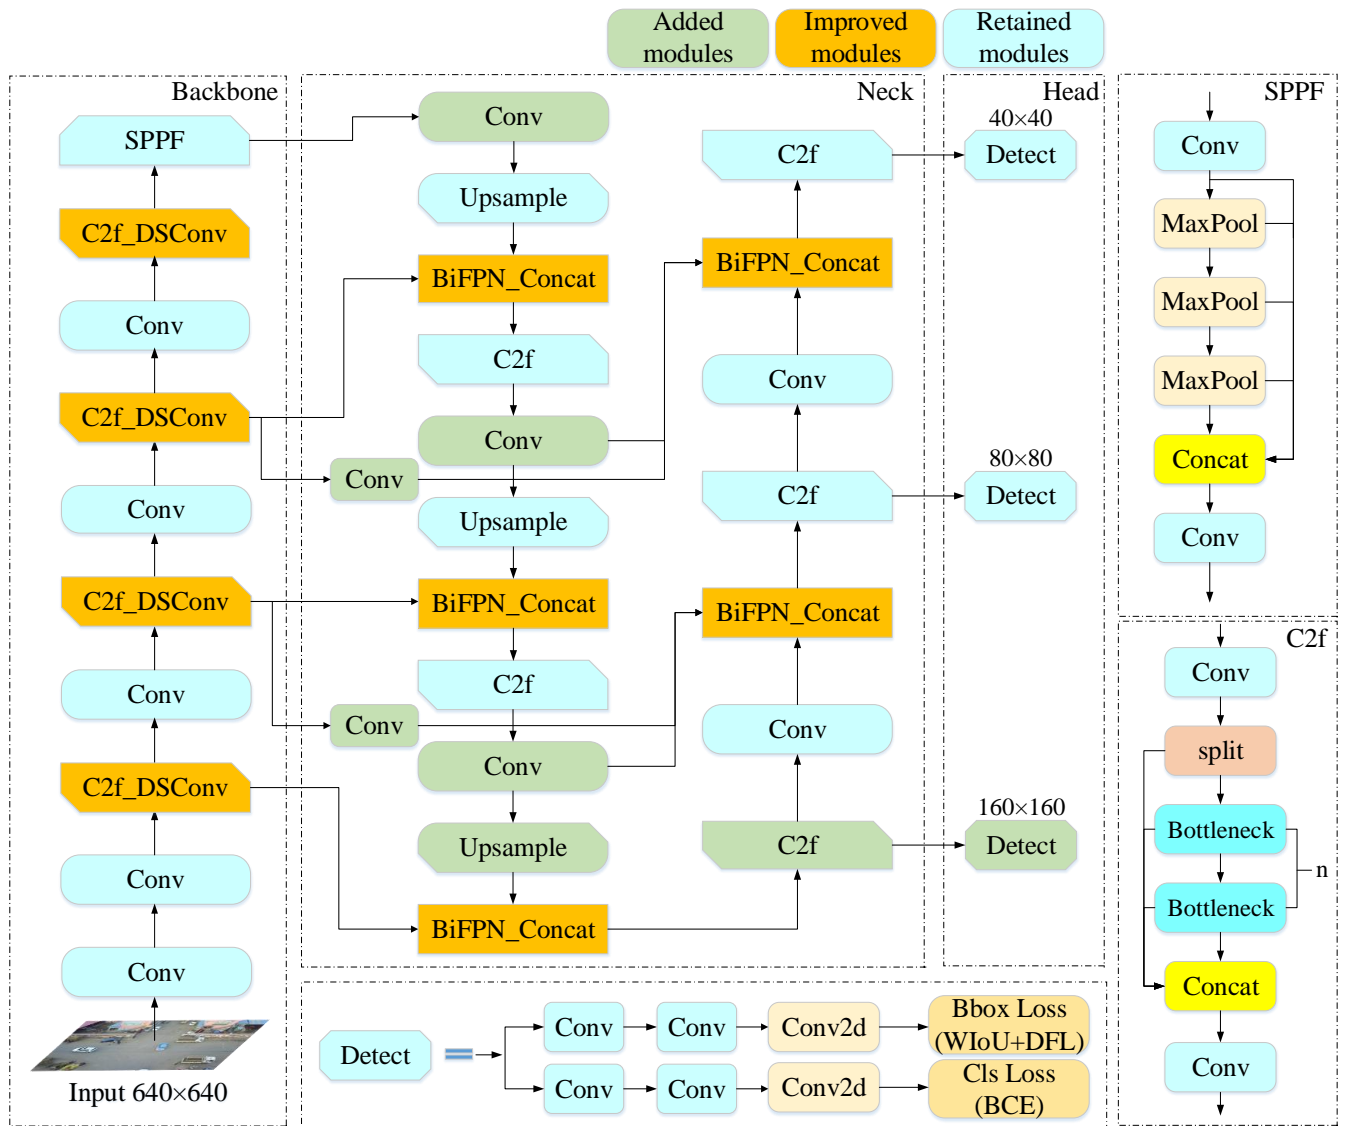 Added
modules
Improved
modules
Retained
modules
Backbone
SPPF
C2f_DSConv
Conv
C2f_DSConv
Conv
C2f_DSConv
Conv
C2f_DSConv
Conv
Conv
Input 640×640
Neck
Conv
Upsample
BiFPN_Concat
C2f
Conv
Conv
Upsample
BiFPN_Concat
C2f
Conv
Conv
Upsample
BiFPN_Concat
C2f
BiFPN_Concat
Conv
C2f
BiFPN_Concat
Conv
C2f
Head
40×40
Detect
80×80
Detect
160×160
Detect
Detect
Conv
Conv
Conv2d
Bbox Loss
(WIoU+DFL)
Conv
Conv
Conv2d
Cls Loss
(BCE)
SPPF
Conv
MaxPool
MaxPool
MaxPool
Concat
Conv
C2f
Conv
split
Bottleneck
n
Bottleneck
Concat
Conv